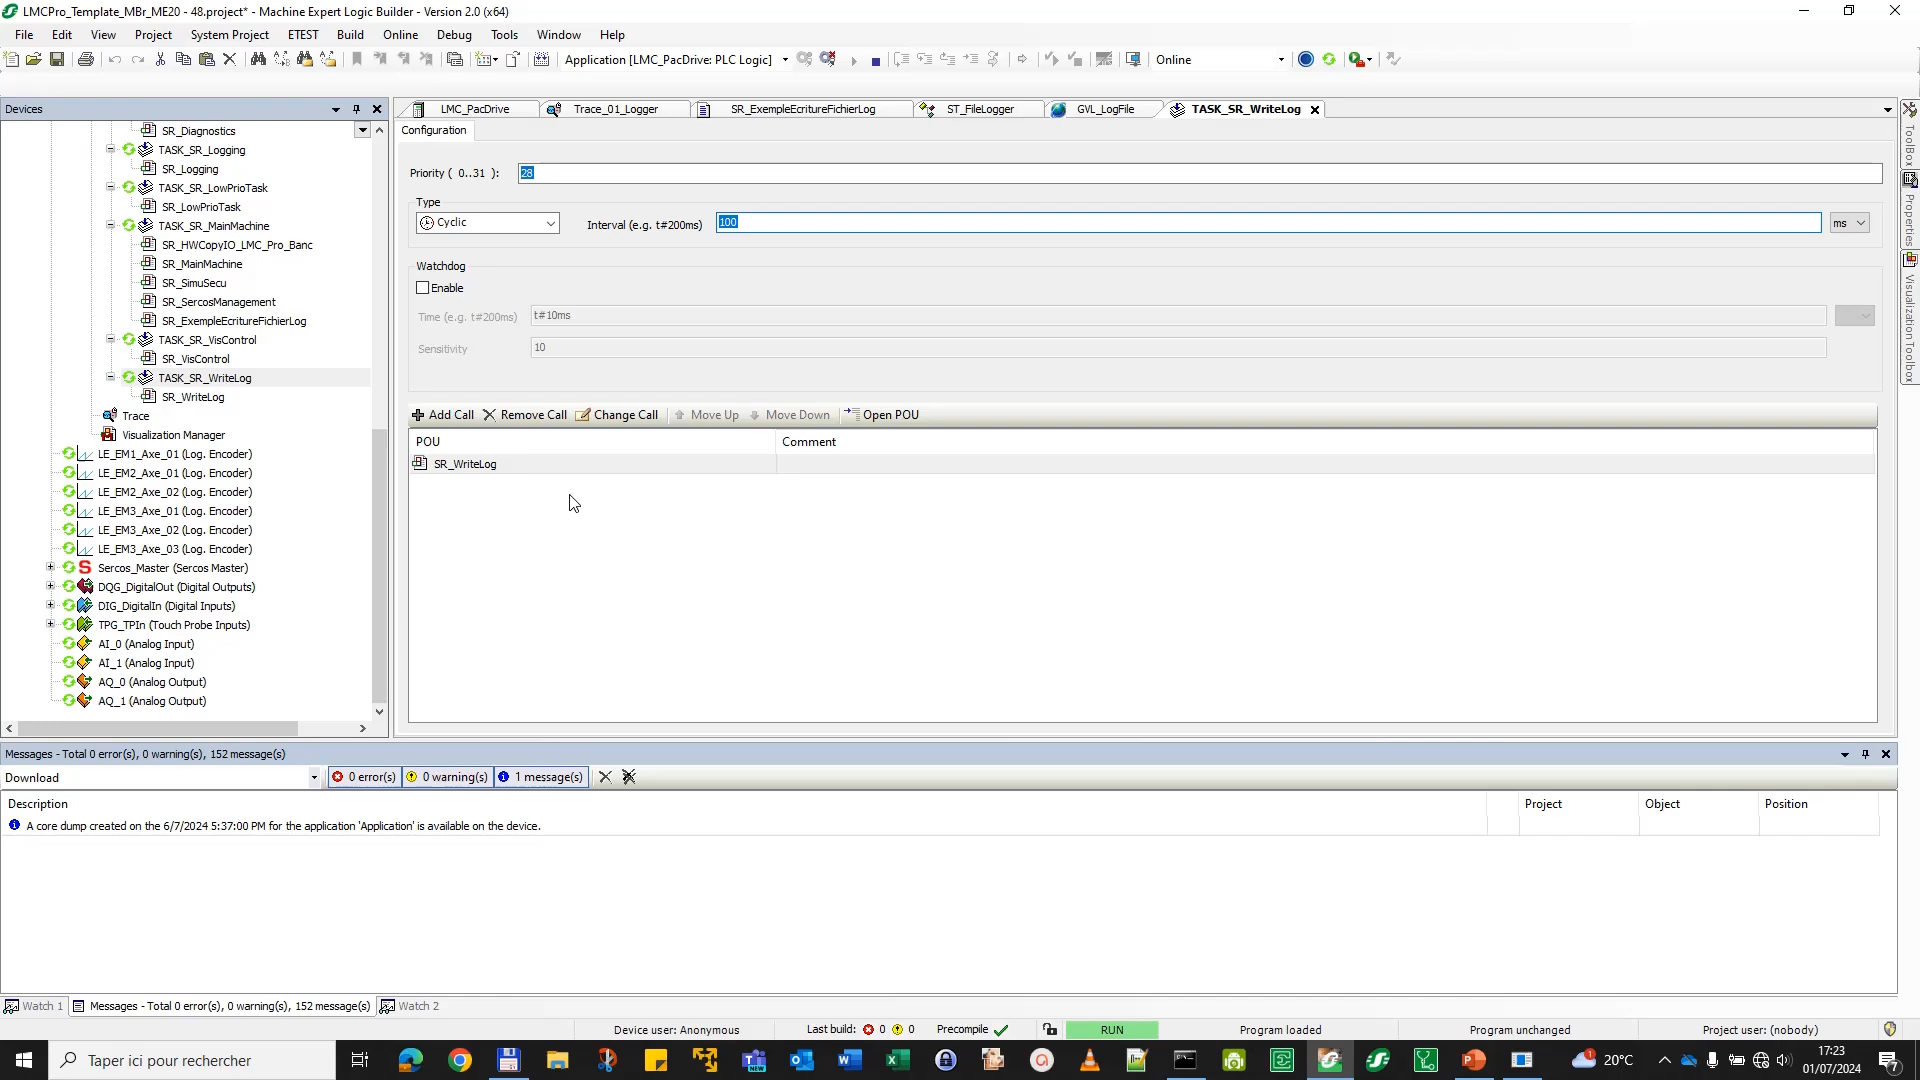 LMCPro_Template_MBr_ME20 - 48.project* - Machine Expert Logic Builder - Version 2.0 (x64)
File Edit View Project System Project ETEST Build Online Debug Tools Window Help
Application [LMC_PacDrive: PLC Logic] Online
Devices
SR_Diagnostics
TASK_SR_Logging
SR_Logging
TASK_SR_LowPrioTask
SR_LowPrioTask
TASK_SR_MainMachine
SR_HWCopyIO_LMC_Pro_Banc
SR_MainMachine
SR_SimuSecu
SR_SercosManagement
SR_ExempleEcritureFichierLog
TASK_SR_VisControl
SR_VisControl
TASK_SR_WriteLog
SR_WriteLog
Trace
Visualization Manager
LE_EM1_Axe_01 (Log. Encoder)
LE_EM2_Axe_01 (Log. Encoder)
LE_EM2_Axe_02 (Log. Encoder)
LE_EM3_Axe_01 (Log. Encoder)
LE_EM3_Axe_02 (Log. Encoder)
LE_EM3_Axe_03 (Log. Encoder)
Sercos_Master (Sercos Master)
DQG_DigitalOut (Digital Outputs)
DIG_DigitalIn (Digital Inputs)
TPG_TPIn (Touch Probe Inputs)
AI_0 (Analog Input)
AI_1 (Analog Input)
AQ_0 (Analog Output)
AQ_1 (Analog Output)
LMC_PacDrive Trace_01_Logger SR_ExempleEcritureFichierLog ST_FileLogger GVL_LogFile TASK_SR_WriteLog
Configuration
Priority ( 0..31 ): 28
Type
Cyclic Interval (e.g. t#200ms) 100 ms
Watchdog
Enable
Time (e.g. t#200ms) t#10ms
Sensitivity 10
Add Call Remove Call Change Call Move Up Move Down Open POU
POU Comment
SR_WriteLog
ToolBox
Properties
Visualization Toolbox
Messages - Total 0 error(s), 0 warning(s), 152 message(s)
Download 0 error(s) 0 warning(s) 1 message(s)
Description Project Object Position
A core dump created on the 6/7/2024 5:37:00 PM for the application 'Application' is available on the device.
Watch 1 Messages - Total 0 error(s), 0 warning(s), 152 message(s) Watch 2
Device user: Anonymous Last build: 0 0 Precompile RUN Program loaded Program unchanged Project user: (nobody)
Taper ici pour rechercher 20°C 17:23
01/07/2024